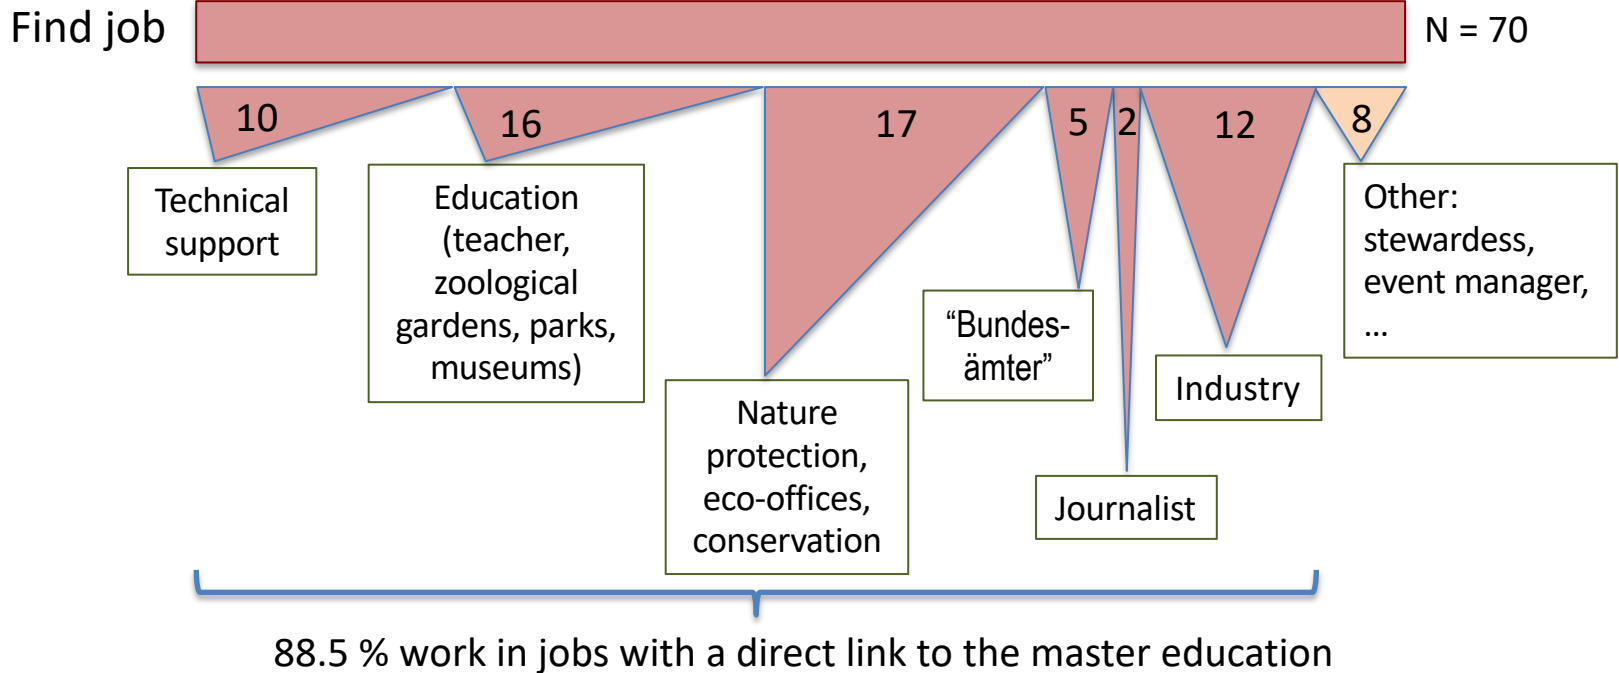 Find job
N = 70
10
16
17
5
2
12
8
Technical
support
Education
(teacher,
zoological
gardens, parks,
museums)
Nature
protection,
eco-offices,
conservation
“Bundes-
ämter”
Journalist
Industry
Other:
stewardess,
event manager,
...
88.5 % work in jobs with a direct link to the master education